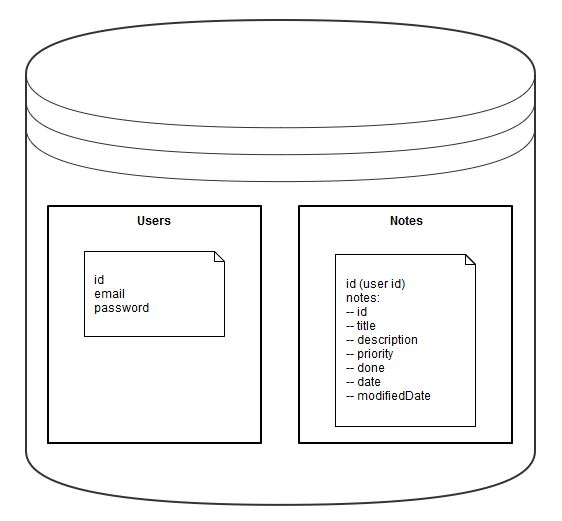 Users
id
email
password
Notes
id (user id)
notes:
-- id
-- title
-- description
-- priority
-- done
-- date
-- modifiedDate